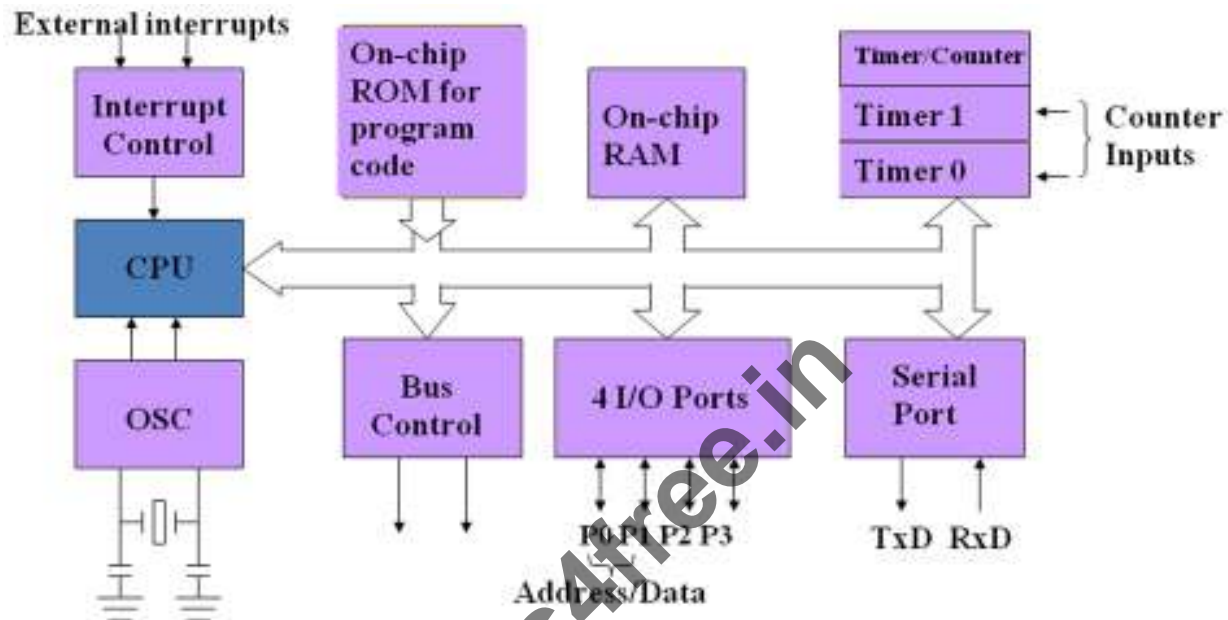 External interrupts
Interrupt
Control
On-chip
ROM for
program
code
On-chip
RAM
Timer/Counter
Timer 1
Timer 0
Counter
Inputs
CPU
OSC
Bus
Control
4 I/O Ports
Serial
Port
P0 P1 P2 P3
Address/Data
TxD RxD